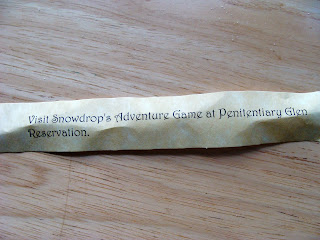 Visit Snowdrop's Adventure Game at Penitentiary Glen
Reservation.